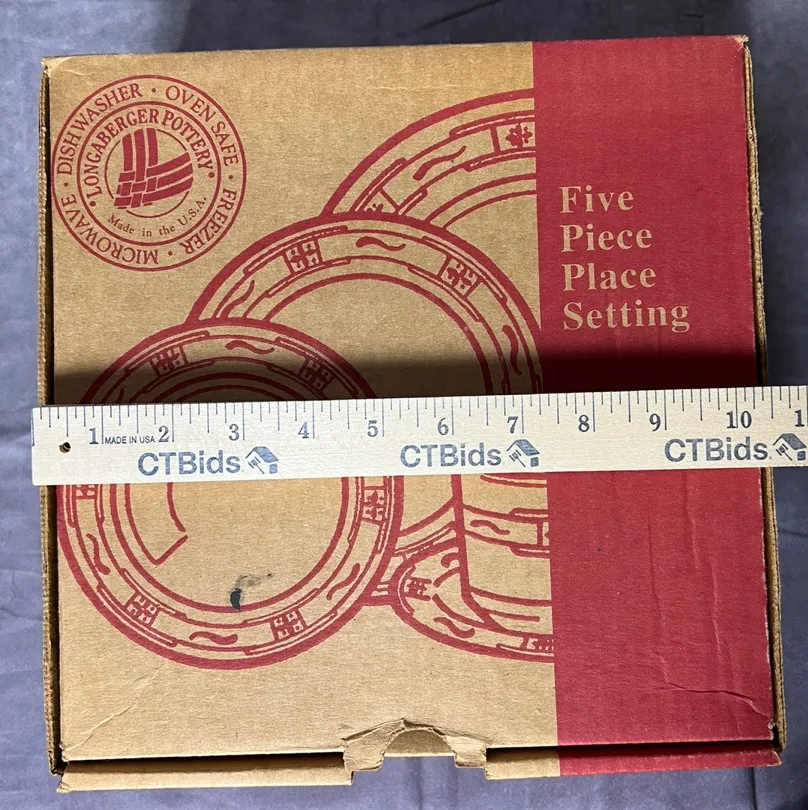 MICROWAVE • DISHWASHER • OVEN SAFE • FREEZER •
• LONGABERGER POTTERY •
Made in the U.S.A.
Five
Piece
Place
Setting
1 MADE IN USA 2 3 4 5 6 7 8 9 10 1
CTBids CTBids CTBids